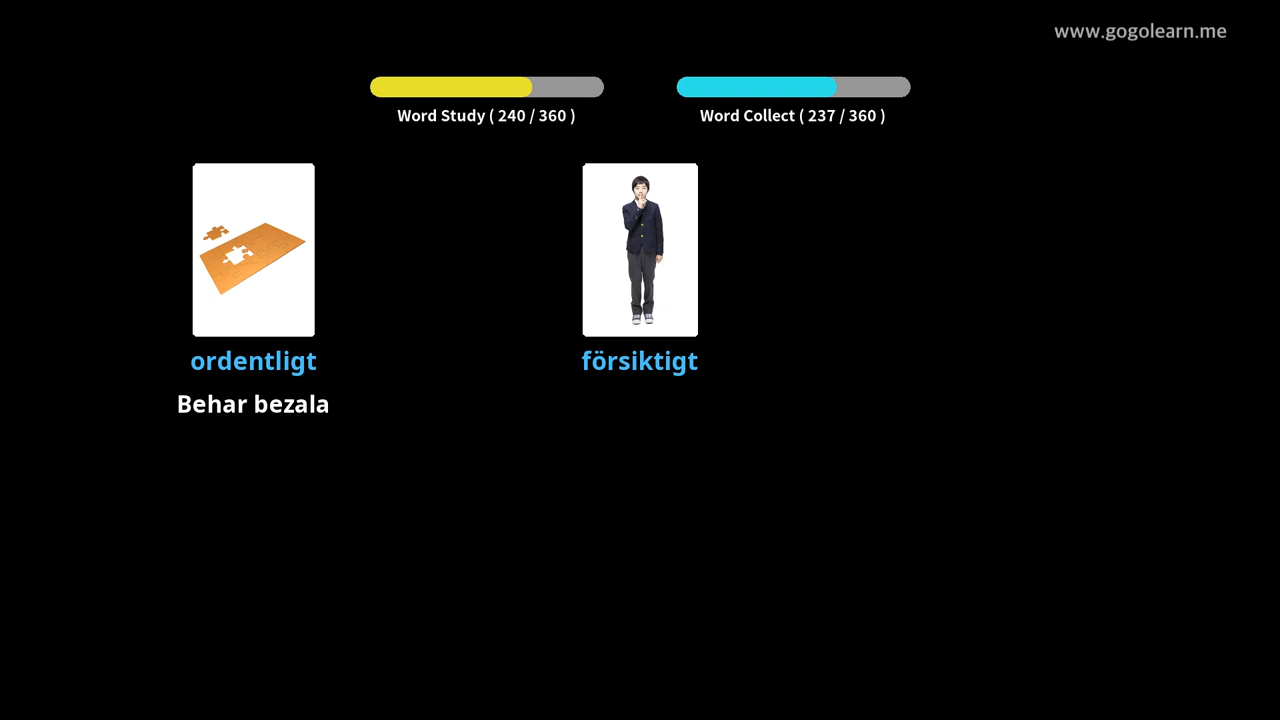 www.gogolearn.me
Word Study ( 240 / 360 )
Word Collect ( 237 / 360 )
ordentligt
försiktigt
Behar bezala